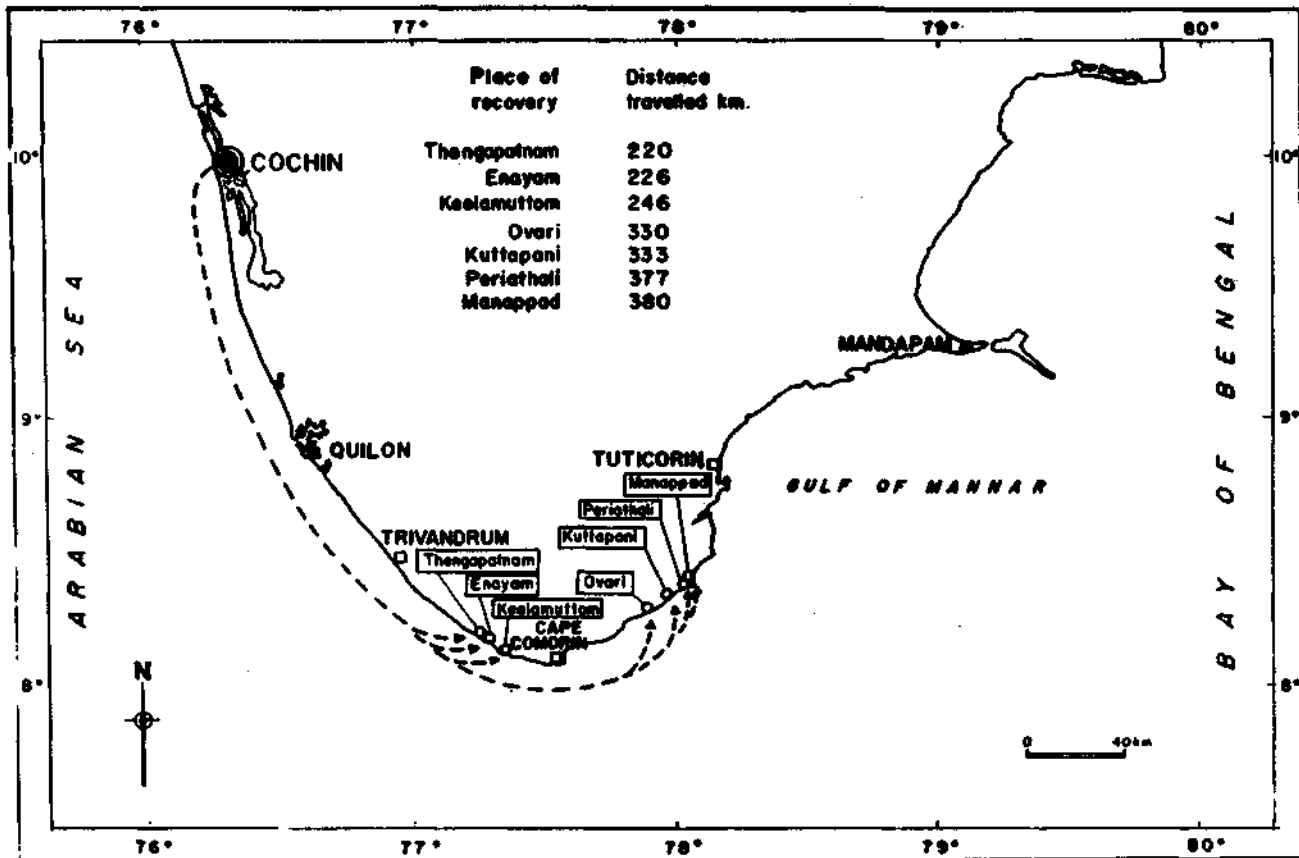 76° 77° 78° 79° 80°
Place of Distance
recovery travelled km.
Thengapatnam 220
Enayam 226
Keelamuttom 246
Ovari 330
Kuttapani 333
Periathali 377
Manappad 380
10° COCHIN 10°
ARABIAN SEA
BAY OF BENGAL
MANDAPAM
9° 9°
QUILON
TUTICORIN
Manappad
GULF OF MANNAR
Periathali
TRIVANDRUM
Kuttapani
Thengapatnam
Enayam
Ovari
Keelamuttom
CAPE
COMORIN
8° 8°
N
0 40km
76° 77° 78° 79° 80°